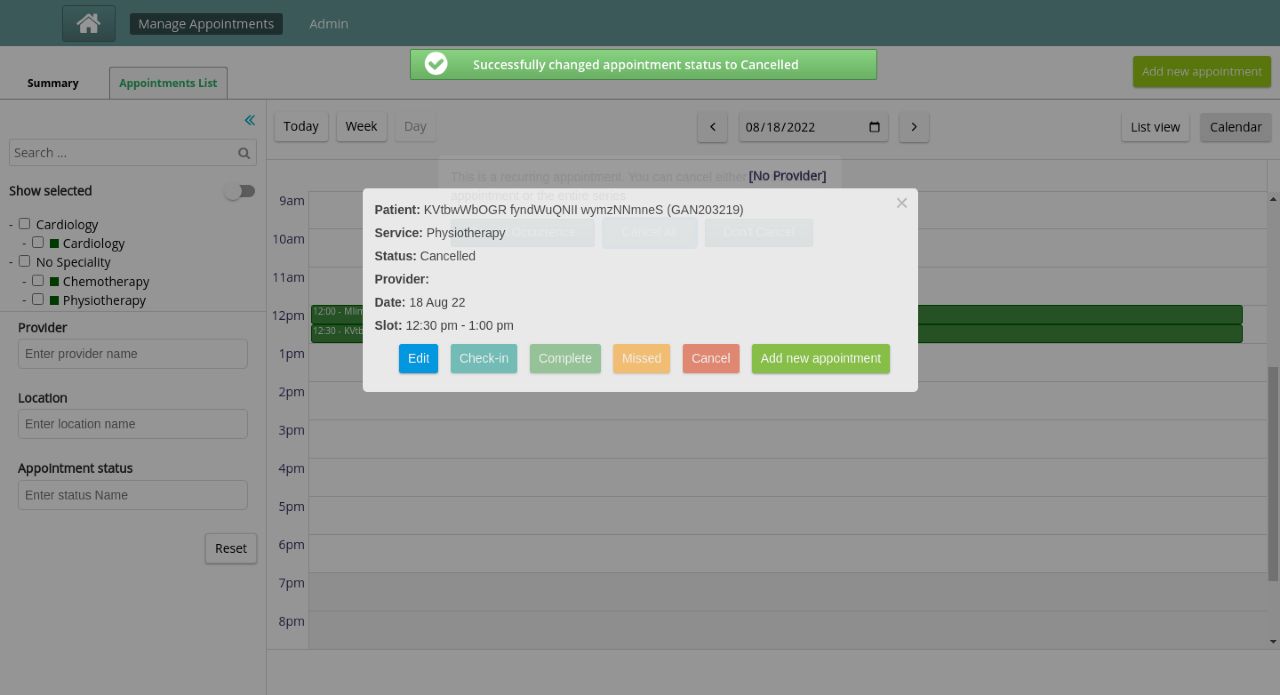 Manage Appointments
Admin
Successfully changed appointment status to Cancelled
Summary
Appointments List
Add new appointment
Today
Week
Day
08/18/2022
List view
Calendar
Search ...
Show selected
- Cardiology
- Cardiology
- No Speciality
- Chemotherapy
- Physiotherapy
Provider
Enter provider name
Location
Enter location name
Appointment status
Enter status Name
Reset
This is a recurring appointment. You can cancel either
[No Provider]
appointment or the entire series.
9am
10am
11am
12pm
1pm
2pm
3pm
4pm
5pm
6pm
7pm
8pm
12:00 -
12:30 - KVtb
Patient: KVtbwWbOGR fyndWuQNII wymzNNmneS (GAN203219)
Service: Physiotherapy
Occurrence
Cancel All
Don't Cancel
Status: Cancelled
Provider:
Date: 18 Aug 22
Slot: 12:30 pm - 1:00 pm
Edit
Check-in
Complete
Missed
Cancel
Add new appointment